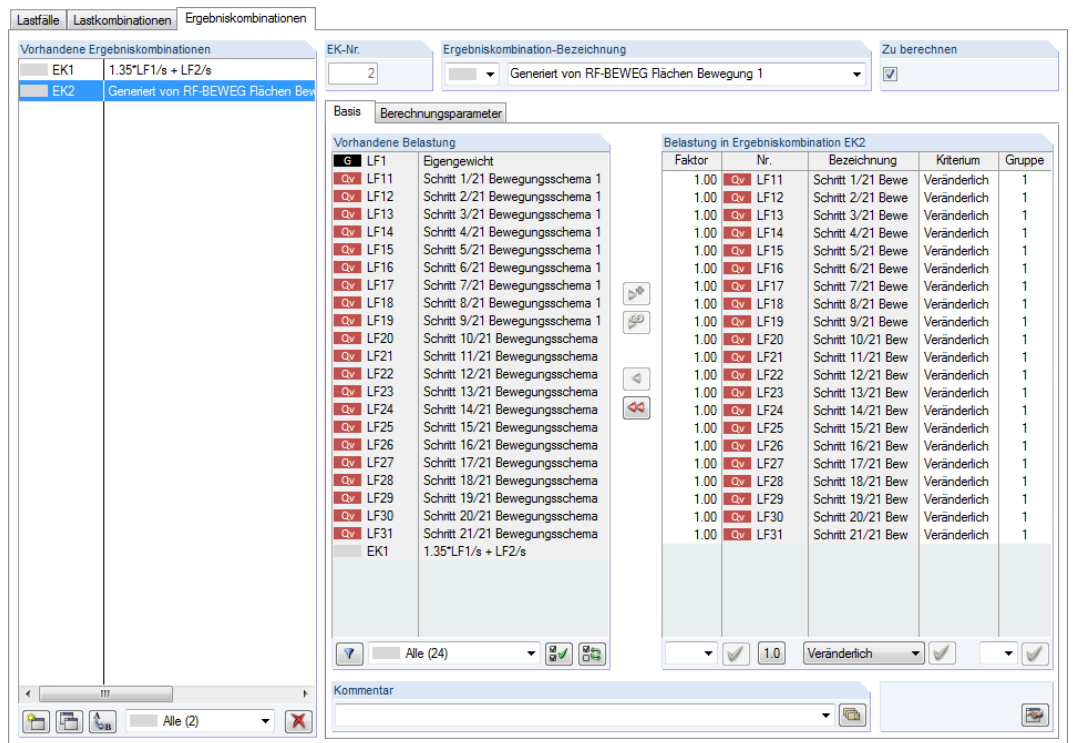 Lastfälle Lastkombinationen Ergebniskombinationen
Vorhandene Ergebniskombinationen
EK1 1.35*LF1/s + LF2/s
EK2 Generiert von RF-BEWEG Flächen Bew
EK-Nr.
2
Ergebniskombination-Bezeichnung
Generiert von RF-BEWEG Flächen Bewegung 1
Zu berechnen
Basis Berechnungsparameter
Vorhandene Belastung
G LF1 Eigengewicht
Qv LF11 Schritt 1/21 Bewegungsschema 1
Qv LF12 Schritt 2/21 Bewegungsschema 1
Qv LF13 Schritt 3/21 Bewegungsschema 1
Qv LF14 Schritt 4/21 Bewegungsschema 1
Qv LF15 Schritt 5/21 Bewegungsschema 1
Qv LF16 Schritt 6/21 Bewegungsschema 1
Qv LF17 Schritt 7/21 Bewegungsschema 1
Qv LF18 Schritt 8/21 Bewegungsschema 1
Qv LF19 Schritt 9/21 Bewegungsschema 1
Qv LF20 Schritt 10/21 Bewegungsschema
Qv LF21 Schritt 11/21 Bewegungsschema
Qv LF22 Schritt 12/21 Bewegungsschema
Qv LF23 Schritt 13/21 Bewegungsschema
Qv LF24 Schritt 14/21 Bewegungsschema
Qv LF25 Schritt 15/21 Bewegungsschema
Qv LF26 Schritt 16/21 Bewegungsschema
Qv LF27 Schritt 17/21 Bewegungsschema
Qv LF28 Schritt 18/21 Bewegungsschema
Qv LF29 Schritt 19/21 Bewegungsschema
Qv LF30 Schritt 20/21 Bewegungsschema
Qv LF31 Schritt 21/21 Bewegungsschema
EK1 1.35*LF1/s + LF2/s
Alle (24)
Belastung in Ergebniskombination EK2
Faktor Nr. Bezeichnung Kriterium Gruppe
1.00 Qv LF11 Schritt 1/21 Bewe Veränderlich 1
1.00 Qv LF12 Schritt 2/21 Bewe Veränderlich 1
1.00 Qv LF13 Schritt 3/21 Bewe Veränderlich 1
1.00 Qv LF14 Schritt 4/21 Bewe Veränderlich 1
1.00 Qv LF15 Schritt 5/21 Bewe Veränderlich 1
1.00 Qv LF16 Schritt 6/21 Bewe Veränderlich 1
1.00 Qv LF17 Schritt 7/21 Bewe Veränderlich 1
1.00 Qv LF18 Schritt 8/21 Bewe Veränderlich 1
1.00 Qv LF19 Schritt 9/21 Bewe Veränderlich 1
1.00 Qv LF20 Schritt 10/21 Bew Veränderlich 1
1.00 Qv LF21 Schritt 11/21 Bew Veränderlich 1
1.00 Qv LF22 Schritt 12/21 Bew Veränderlich 1
1.00 Qv LF23 Schritt 13/21 Bew Veränderlich 1
1.00 Qv LF24 Schritt 14/21 Bew Veränderlich 1
1.00 Qv LF25 Schritt 15/21 Bew Veränderlich 1
1.00 Qv LF26 Schritt 16/21 Bew Veränderlich 1
1.00 Qv LF27 Schritt 17/21 Bew Veränderlich 1
1.00 Qv LF28 Schritt 18/21 Bew Veränderlich 1
1.00 Qv LF29 Schritt 19/21 Bew Veränderlich 1
1.00 Qv LF30 Schritt 20/21 Bew Veränderlich 1
1.00 Qv LF31 Schritt 21/21 Bew Veränderlich 1
1.0 Veränderlich
Kommentar
Alle (2)